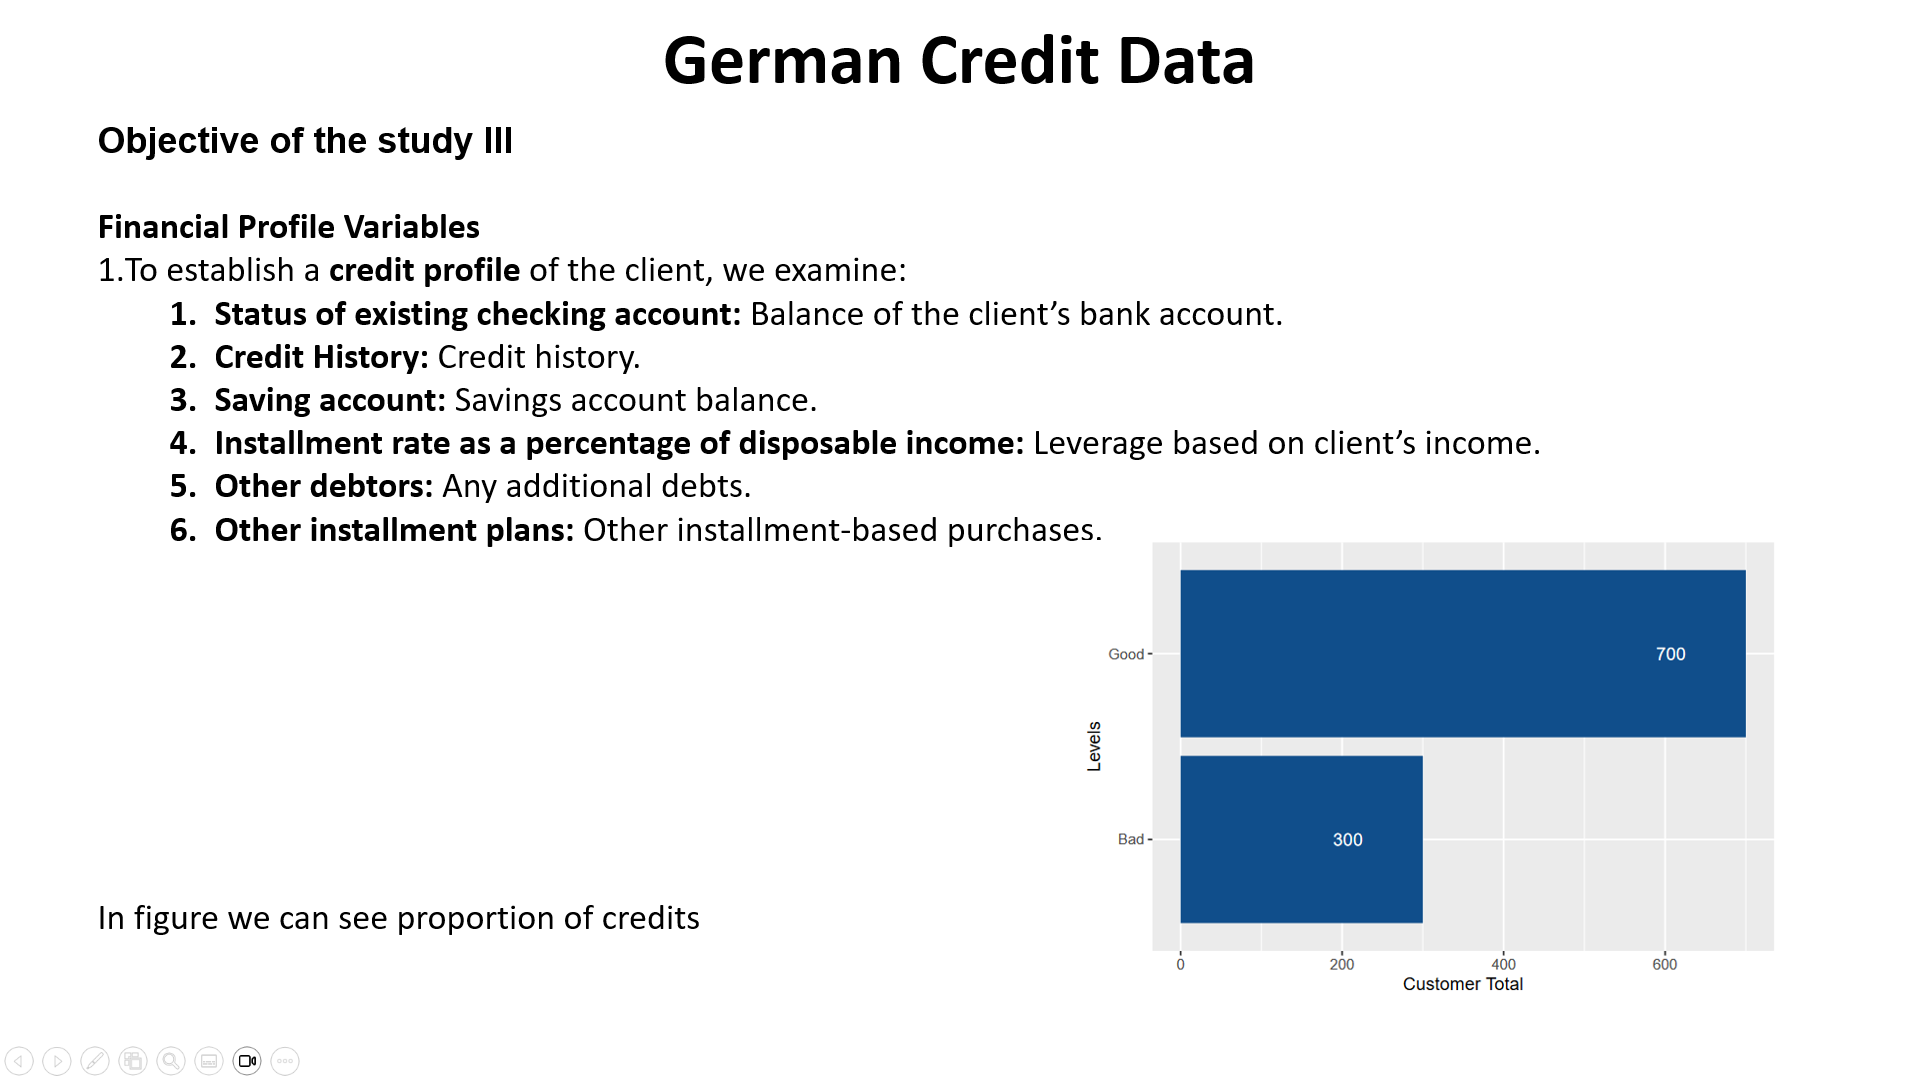 German Credit Data
Objective of the study III
Financial Profile Variables
1.To establish a credit profile of the client, we examine:
1. Status of existing checking account: Balance of the client’s bank account.
2. Credit History: Credit history.
3. Saving account: Savings account balance.
4. Installment rate as a percentage of disposable income: Leverage based on client’s income.
5. Other debtors: Any additional debts.
6. Other installment plans: Other installment-based purchases.
Good
700
Levels
Bad
300
0 200 400 600
Customer Total
In figure we can see proportion of credits